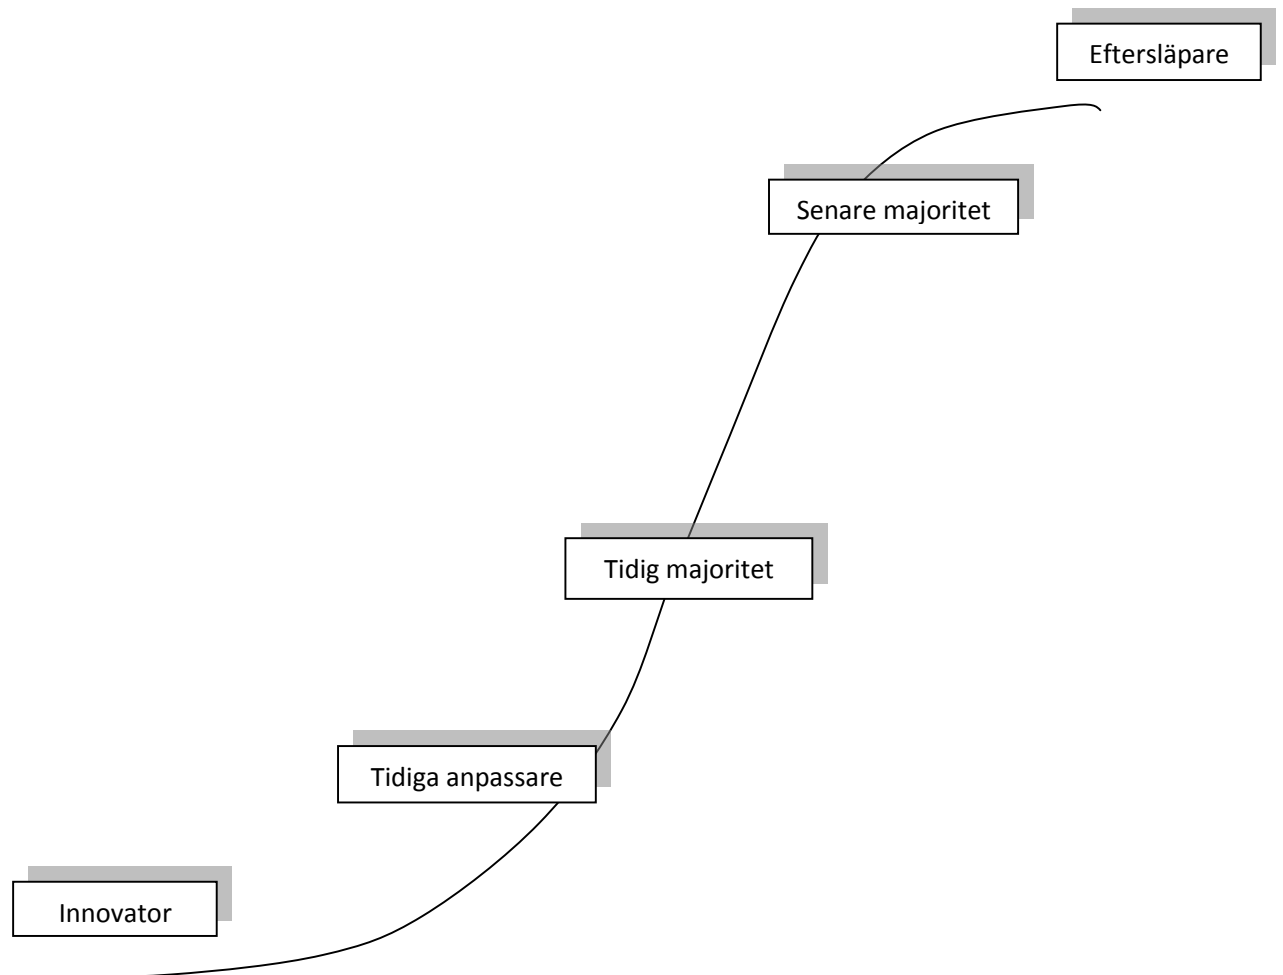 Eftersläpare
Senare majoritet
Tidig majoritet
Tidiga anpassare
Innovator